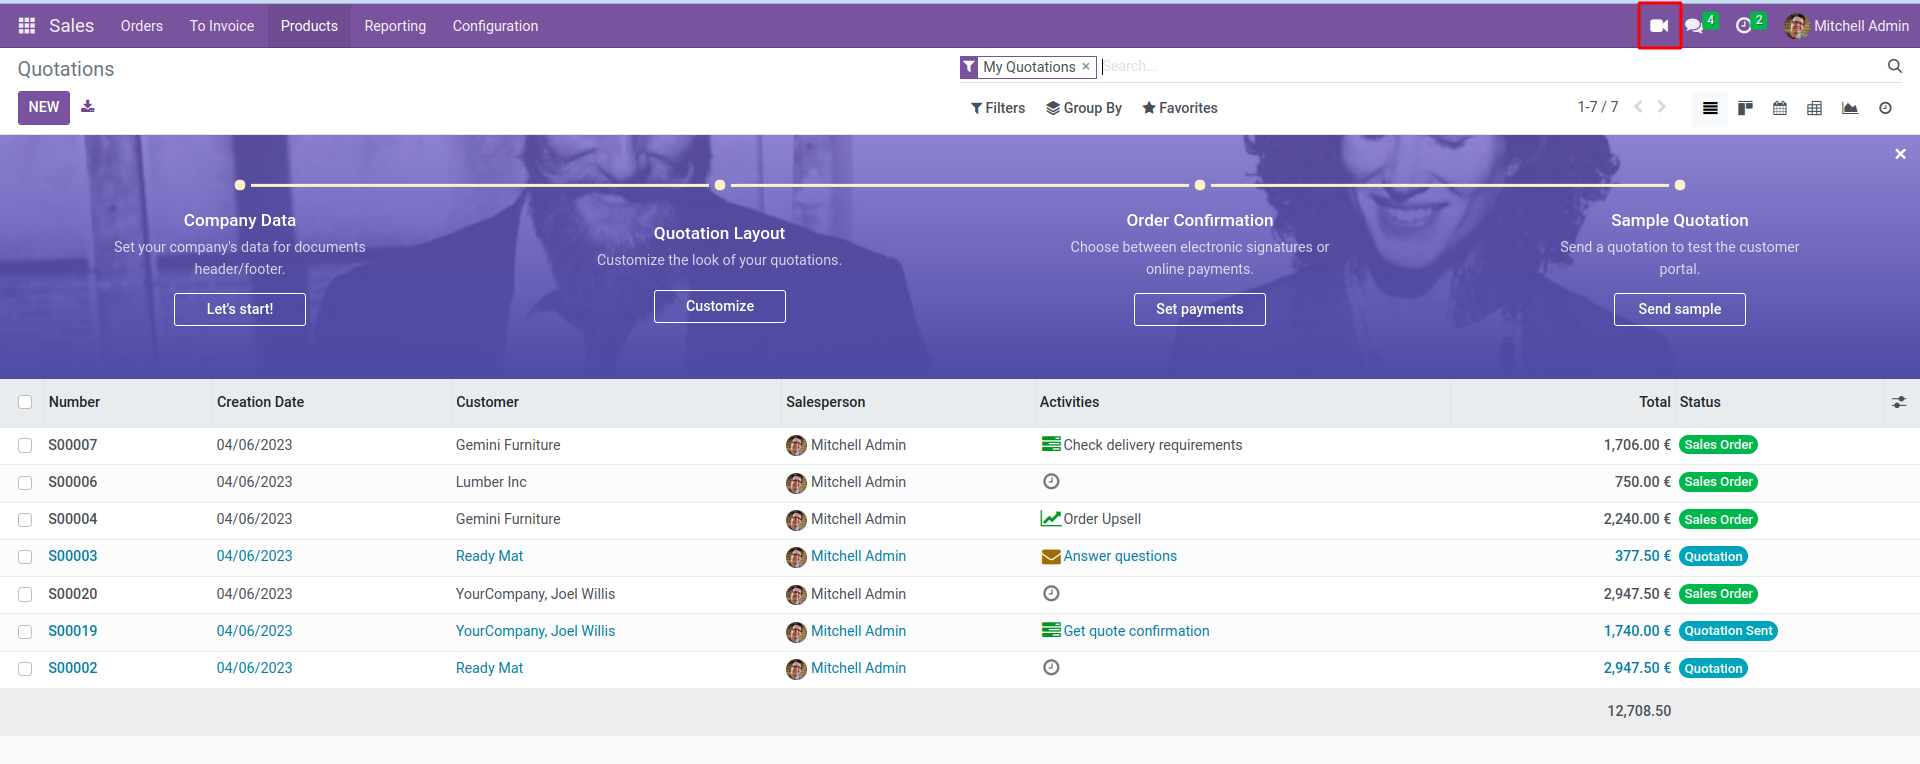 Sales Orders To Invoice Products Reporting Configuration 4 2 Mitchell Admin
Quotations My Quotations × Search...
NEW Filters Group By Favorites 1-7 / 7
Company Data
Set your company's data for documents
header/footer.
Let's start!
Quotation Layout
Customize the look of your quotations.
Customize
Order Confirmation
Choose between electronic signatures or
online payments.
Set payments
Sample Quotation
Send a quotation to test the customer
portal.
Send sample
Number Creation Date Customer Salesperson Activities Total Status
S00007 04/06/2023 Gemini Furniture Mitchell Admin Check delivery requirements 1,706.00 € Sales Order
S00006 04/06/2023 Lumber Inc Mitchell Admin 750.00 € Sales Order
S00004 04/06/2023 Gemini Furniture Mitchell Admin Order Upsell 2,240.00 € Sales Order
S00003 04/06/2023 Ready Mat Mitchell Admin Answer questions 377.50 € Quotation
S00020 04/06/2023 YourCompany, Joel Willis Mitchell Admin 2,947.50 € Sales Order
S00019 04/06/2023 YourCompany, Joel Willis Mitchell Admin Get quote confirmation 1,740.00 € Quotation Sent
S00002 04/06/2023 Ready Mat Mitchell Admin 2,947.50 € Quotation
12,708.50